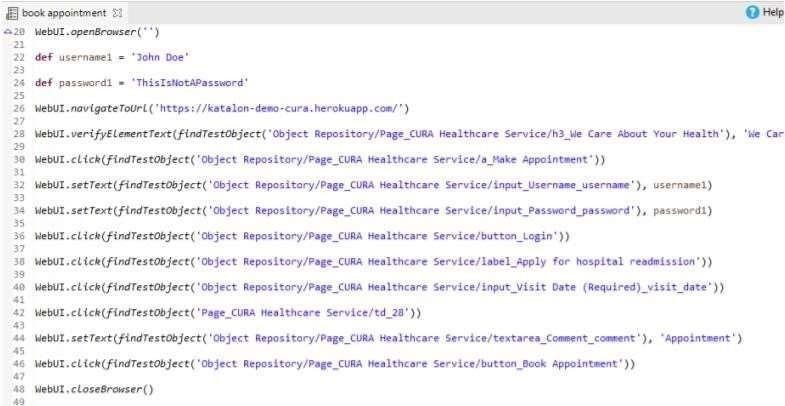 book appointment
Help
20 WebUI.openBrowser('')
21
22 def username1 = 'John Doe'
23
24 def password1 = 'ThisIsNotAPassword'
25
26 WebUI.navigateToUrl('https://katalon-demo-cura.herokuapp.com/')
27
28 WebUI.verifyElementText(findTestObject('Object Repository/Page_CURA Healthcare Service/h3_We Care About Your Health'), 'We Car
29
30 WebUI.click(findTestObject('Object Repository/Page_CURA Healthcare Service/a_Make Appointment'))
31
32 WebUI.setText(findTestObject('Object Repository/Page_CURA Healthcare Service/input_Username_username'), username1)
33
34 WebUI.setText(findTestObject('Object Repository/Page_CURA Healthcare Service/input_Password_password'), password1)
35
36 WebUI.click(findTestObject('Object Repository/Page_CURA Healthcare Service/button_Login'))
37
38 WebUI.click(findTestObject('Object Repository/Page_CURA Healthcare Service/label_Apply for hospital readmission'))
39
40 WebUI.click(findTestObject('Object Repository/Page_CURA Healthcare Service/input_Visit Date (Required)_visit_date'))
41
42 WebUI.click(findTestObject('Page_CURA Healthcare Service/td_28'))
43
44 WebUI.setText(findTestObject('Object Repository/Page_CURA Healthcare Service/textarea_Comment_comment'), 'Appointment')
45
46 WebUI.click(findTestObject('Object Repository/Page_CURA Healthcare Service/button_Book Appointment'))
47
48 WebUI.closeBrowser()
49